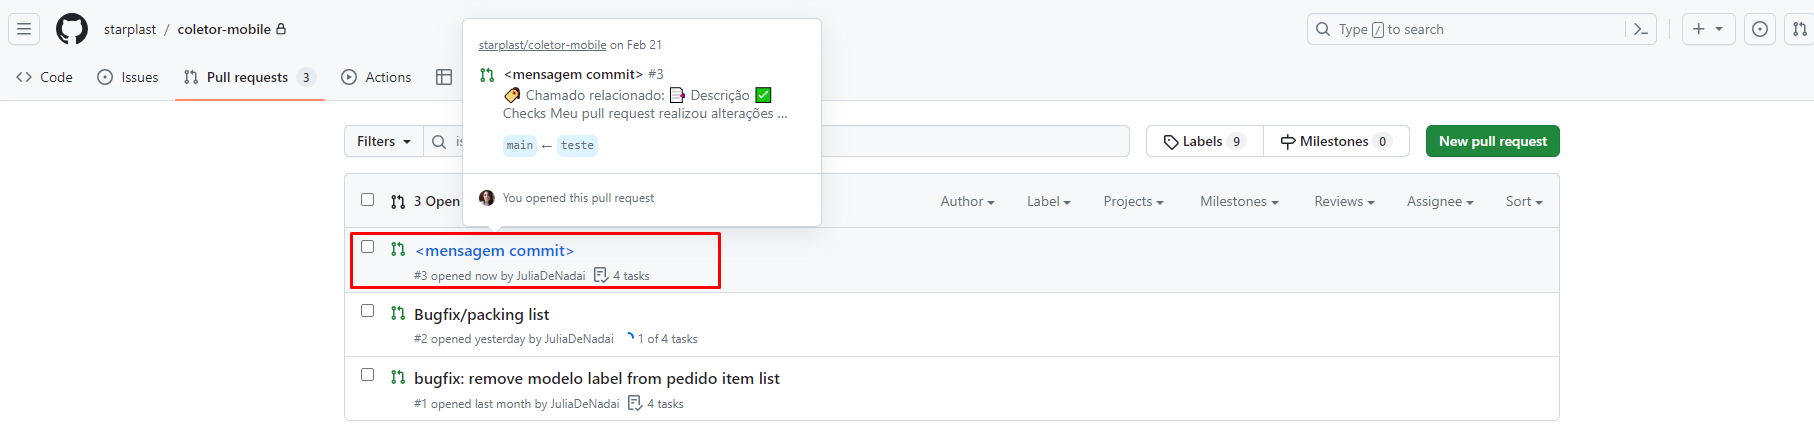 starplast / coletor-mobile
Type / to search
Code
Issues
Pull requests 3
Actions
starplast/coletor-mobile on Feb 21
<mensagem commit> #3
Chamado relacionado: Descrição
Checks Meu pull request realizou alterações ...
main ← teste
You opened this pull request
Filters
is
Labels 9
Milestones 0
New pull request
3 Open
Author
Label
Projects
Milestones
Reviews
Assignee
Sort
<mensagem commit>
#3 opened now by JuliaDeNadai 4 tasks
Bugfix/packing list
#2 opened yesterday by JuliaDeNadai 1 of 4 tasks
bugfix: remove modelo label from pedido item list
#1 opened last month by JuliaDeNadai 4 tasks